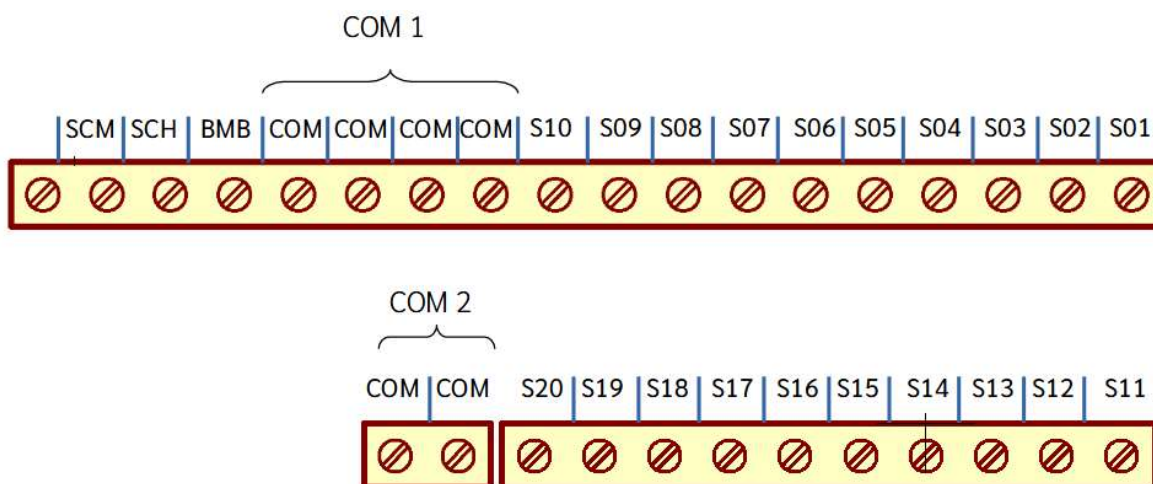 COM 1
SCM SCH BMB COM COM COM COM S10 S09 S08 S07 S06 S05 S04 S03 S02 S01
COM 2
COM COM S20 S19 S18 S17 S16 S15 S14 S13 S12 S11